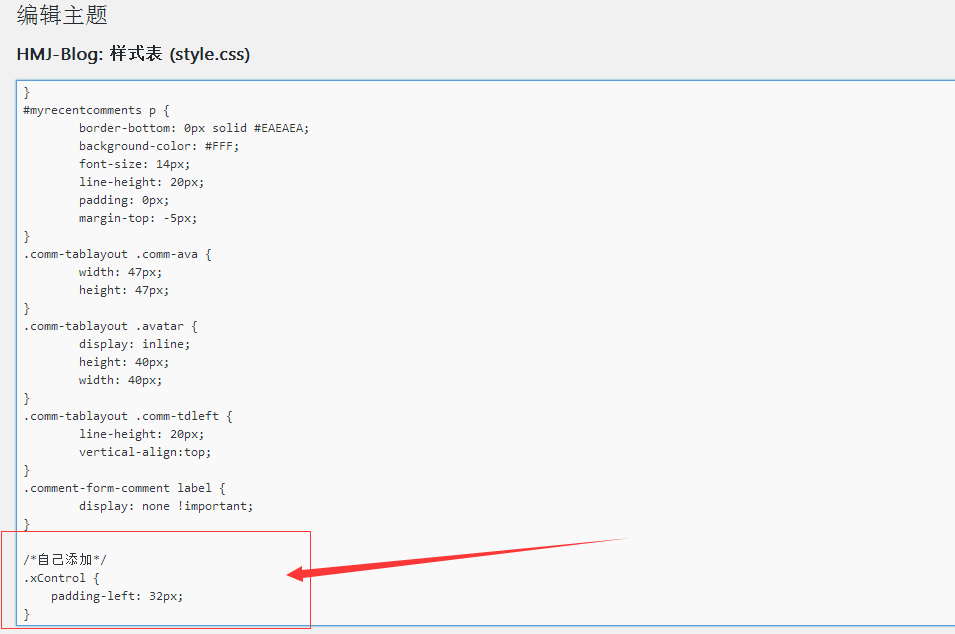 编辑主题
HMJ-Blog: 样式表 (style.css)
}
#myrecentcomments p {
border-bottom: 0px solid #EAEAEA;
background-color: #FFF;
font-size: 14px;
line-height: 20px;
padding: 0px;
margin-top: -5px;
}
.comm-tablayout .comm-ava {
width: 47px;
height: 47px;
}
.comm-tablayout .avatar {
display: inline;
height: 40px;
width: 40px;
}
.comm-tablayout .comm-tdleft {
line-height: 20px;
vertical-align:top;
}
.comment-form-comment label {
display: none !important;
}
/*自己添加*/
.xControl {
padding-left: 32px;
}